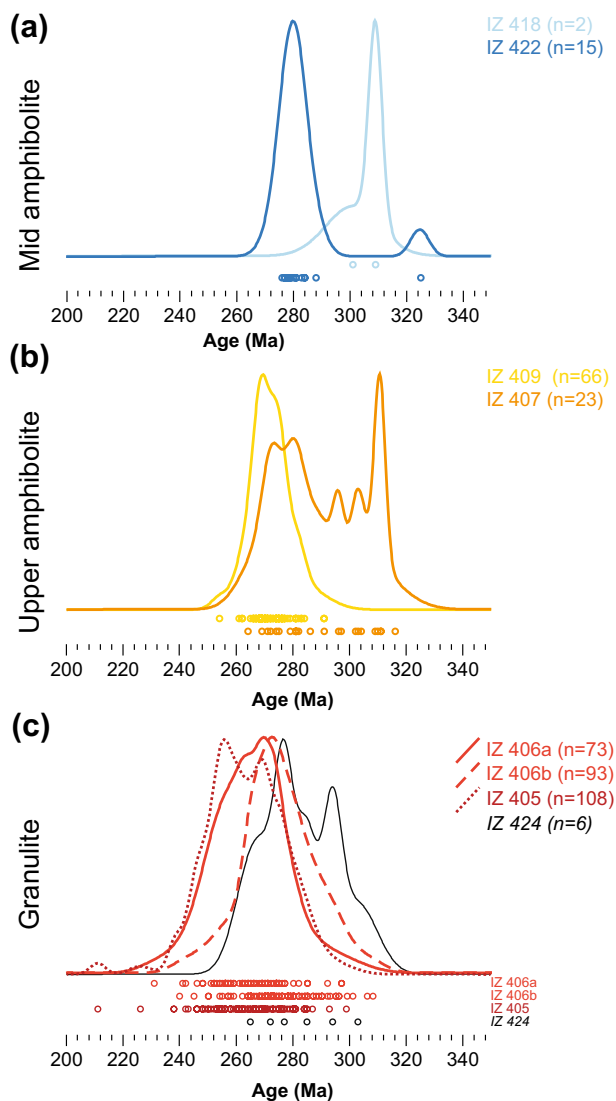 (a)
IZ 418 (n=2)
IZ 422 (n=15)
Mid amphibolite
200 220 240 260 280 300 320 340
Age (Ma)
(b)
IZ 409 (n=66)
IZ 407 (n=23)
Upper amphibolite
200 220 240 260 280 300 320 340
Age (Ma)
(c)
IZ 406a (n=73)
IZ 406b (n=93)
IZ 405 (n=108)
IZ 424 (n=6)
Granulite
IZ 406a
IZ 406b
IZ 405
IZ 424
200 220 240 260 280 300 320 340
Age (Ma)